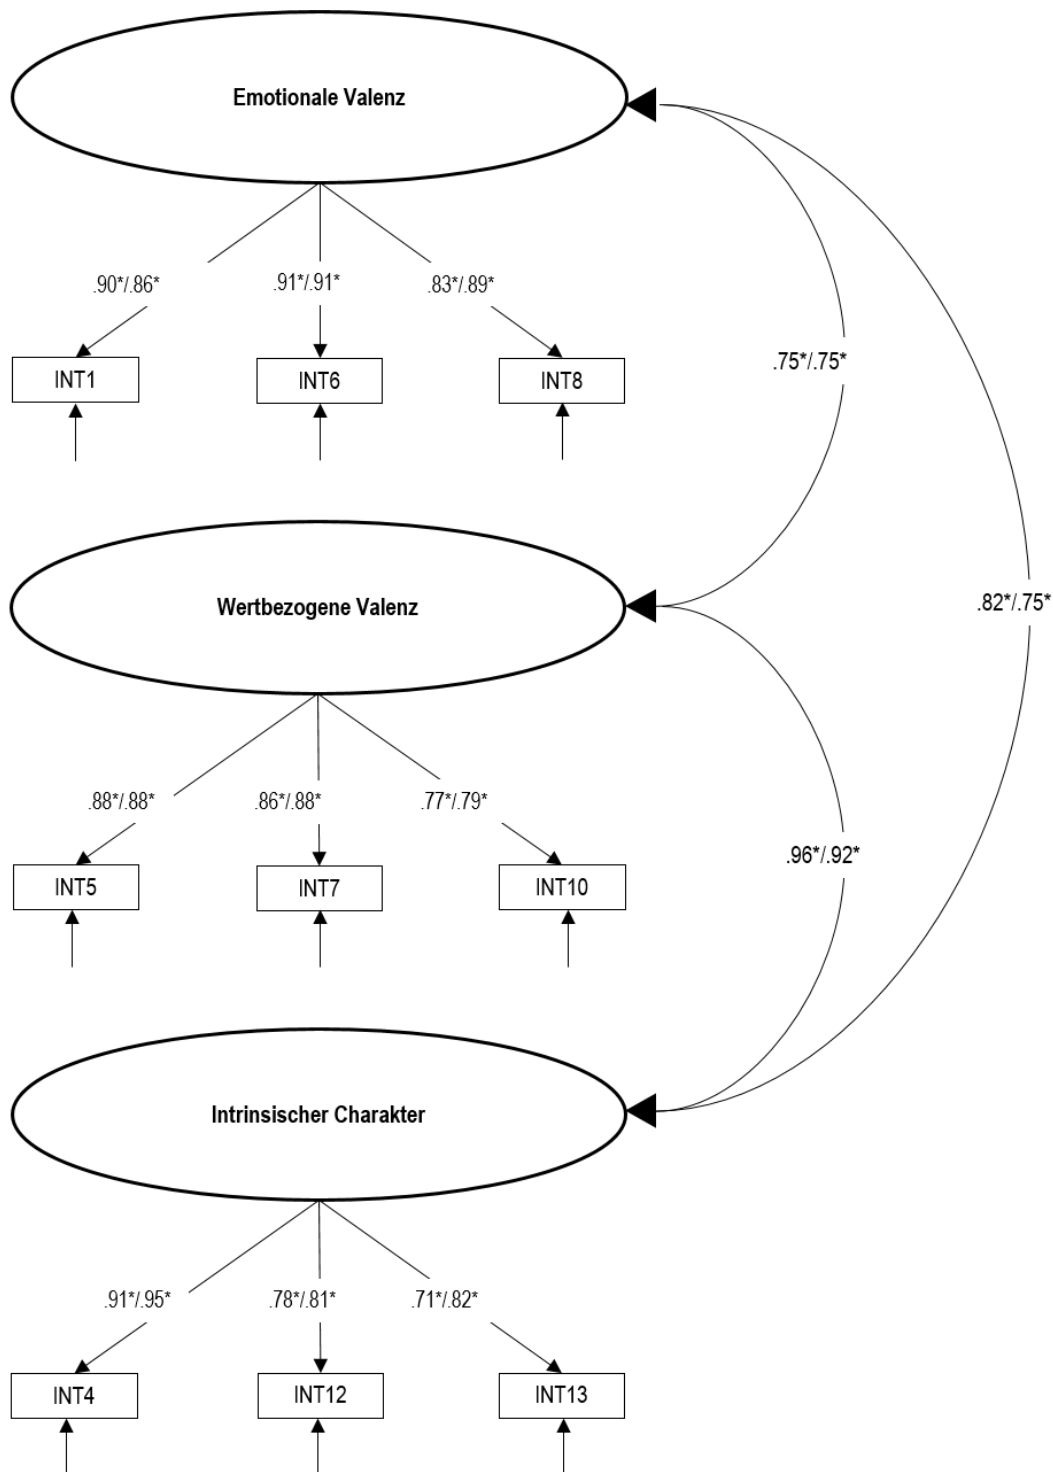 Emotionale Valenz
.90*/.86*
.91*/.91*
.83*/.89*
INT1
INT6
INT8
.75*/.75*
Wertbezogene Valenz
.82*/.75*
.88*/.88*
.86*/.88*
.77*/.79*
.96*/.92*
INT5
INT7
INT10
Intrinsischer Charakter
.91*/.95*
.78*/.81*
.71*/.82*
INT4
INT12
INT13